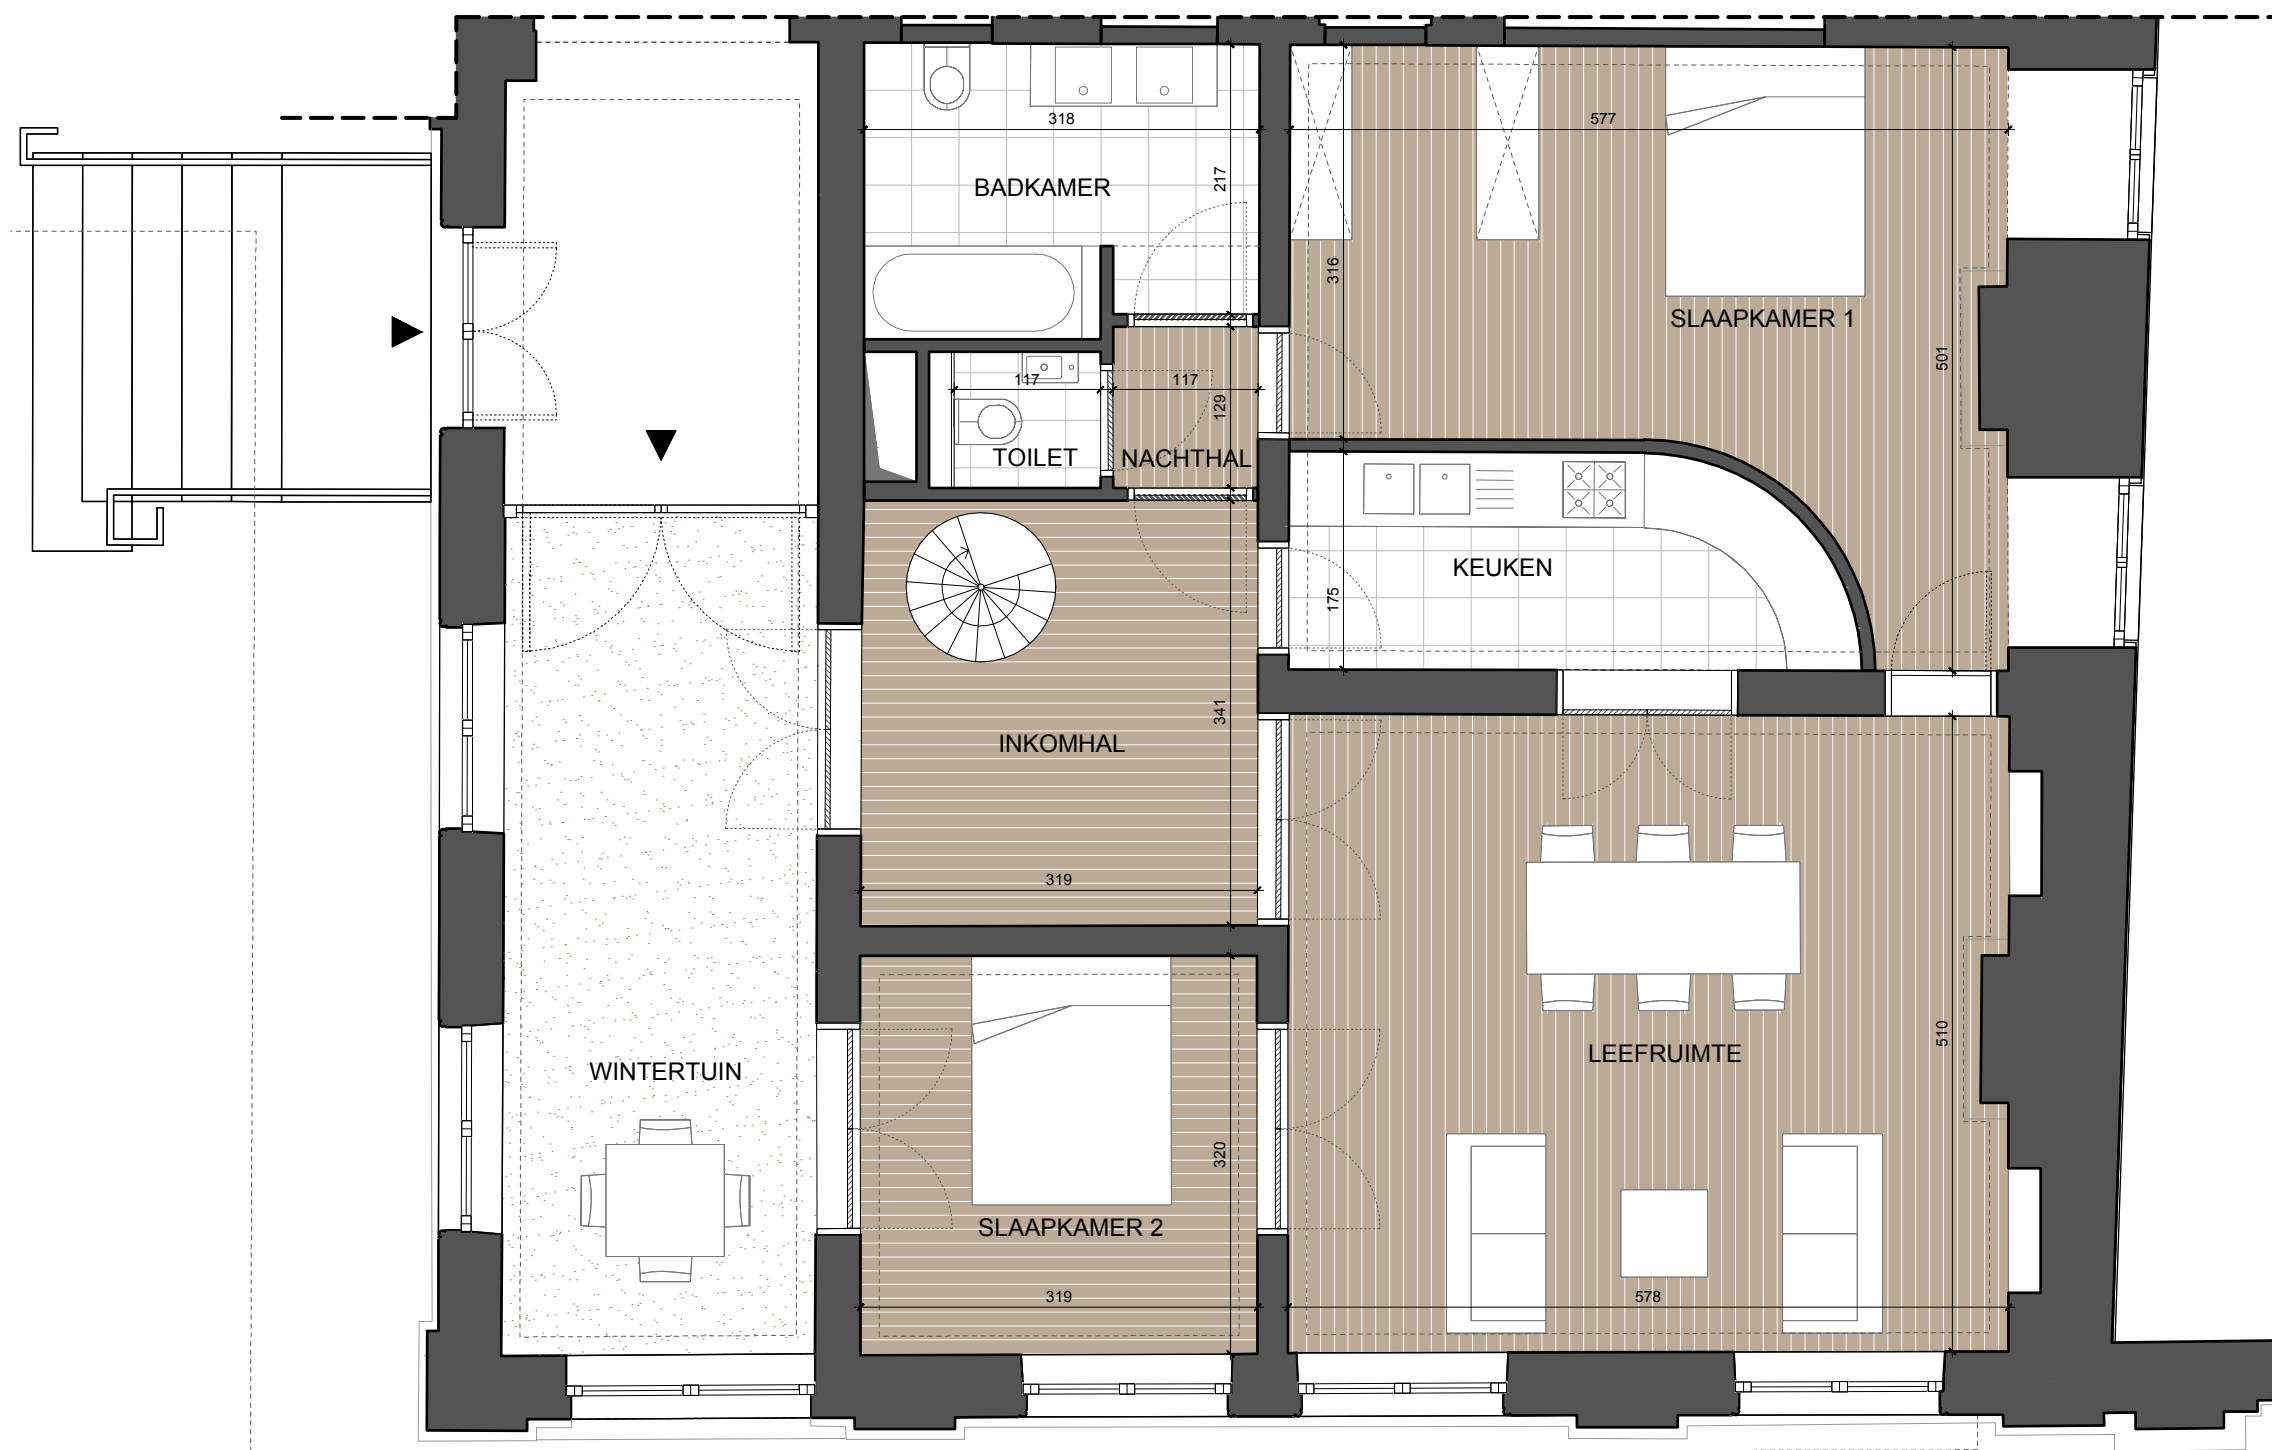 318
577
217
BADKAMER
316
SLAAPKAMER 1
501
117
117
129
TOILET
NACHTHAL
KEUKEN
175
341
INKOMHAL
319
510
LEEFRUIMTE
WINTERTUIN
320
SLAAPKAMER 2
319
578